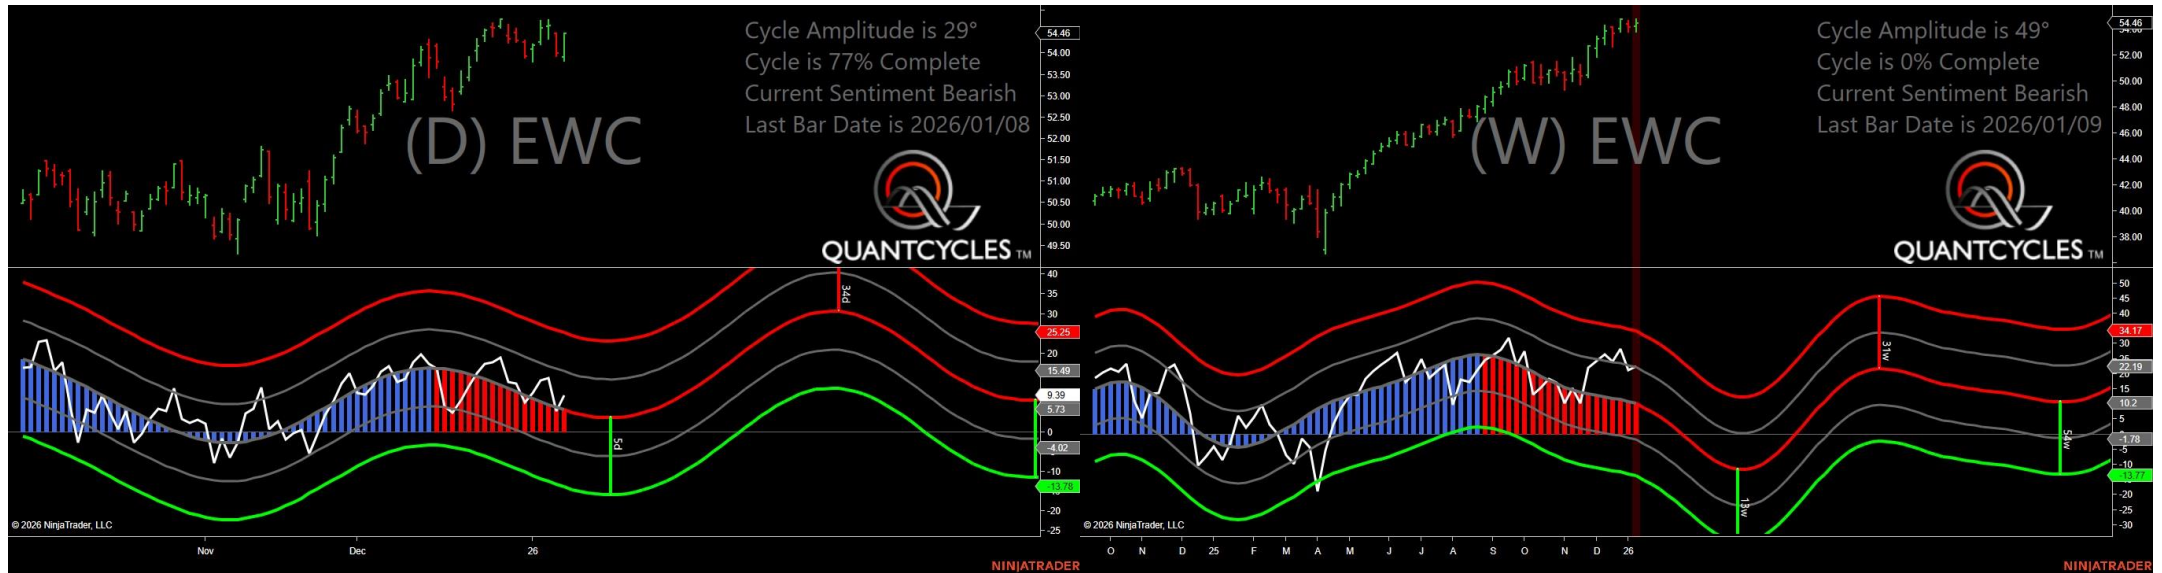 Cycle Amplitude is 29°
Cycle is 77% Complete
Current Sentiment Bearish
Last Bar Date is 2026/01/08
(D) EWC
QUANTCYCLES TM
54.46
54.00
53.50
53.00
52.50
52.00
51.50
51.00
50.50
50.00
49.50
40
35
34d
30
25.25
20
15.49
9.39
5.73
0
-4.02
5d
-10
-13.78
-20
-25
© 2026 NinjaTrader, LLC
Nov
Dec
26
NINJATRADER
Cycle Amplitude is 49°
Cycle is 0% Complete
Current Sentiment Bearish
Last Bar Date is 2026/01/09
(W) EWC
QUANTCYCLES TM
54.46
54.00
52.00
50.00
48.00
46.00
44.00
42.00
40.00
38.00
50
45
40
34.17
30
31w
22.19
20
15
10.2
5
-1.78
54w
-5
-10
-13.77
-20
13w
-25
-30
© 2026 NinjaTrader, LLC
O
N
D
25
F
M
A
M
J
J
A
S
O
N
D
26
NINJATRADER